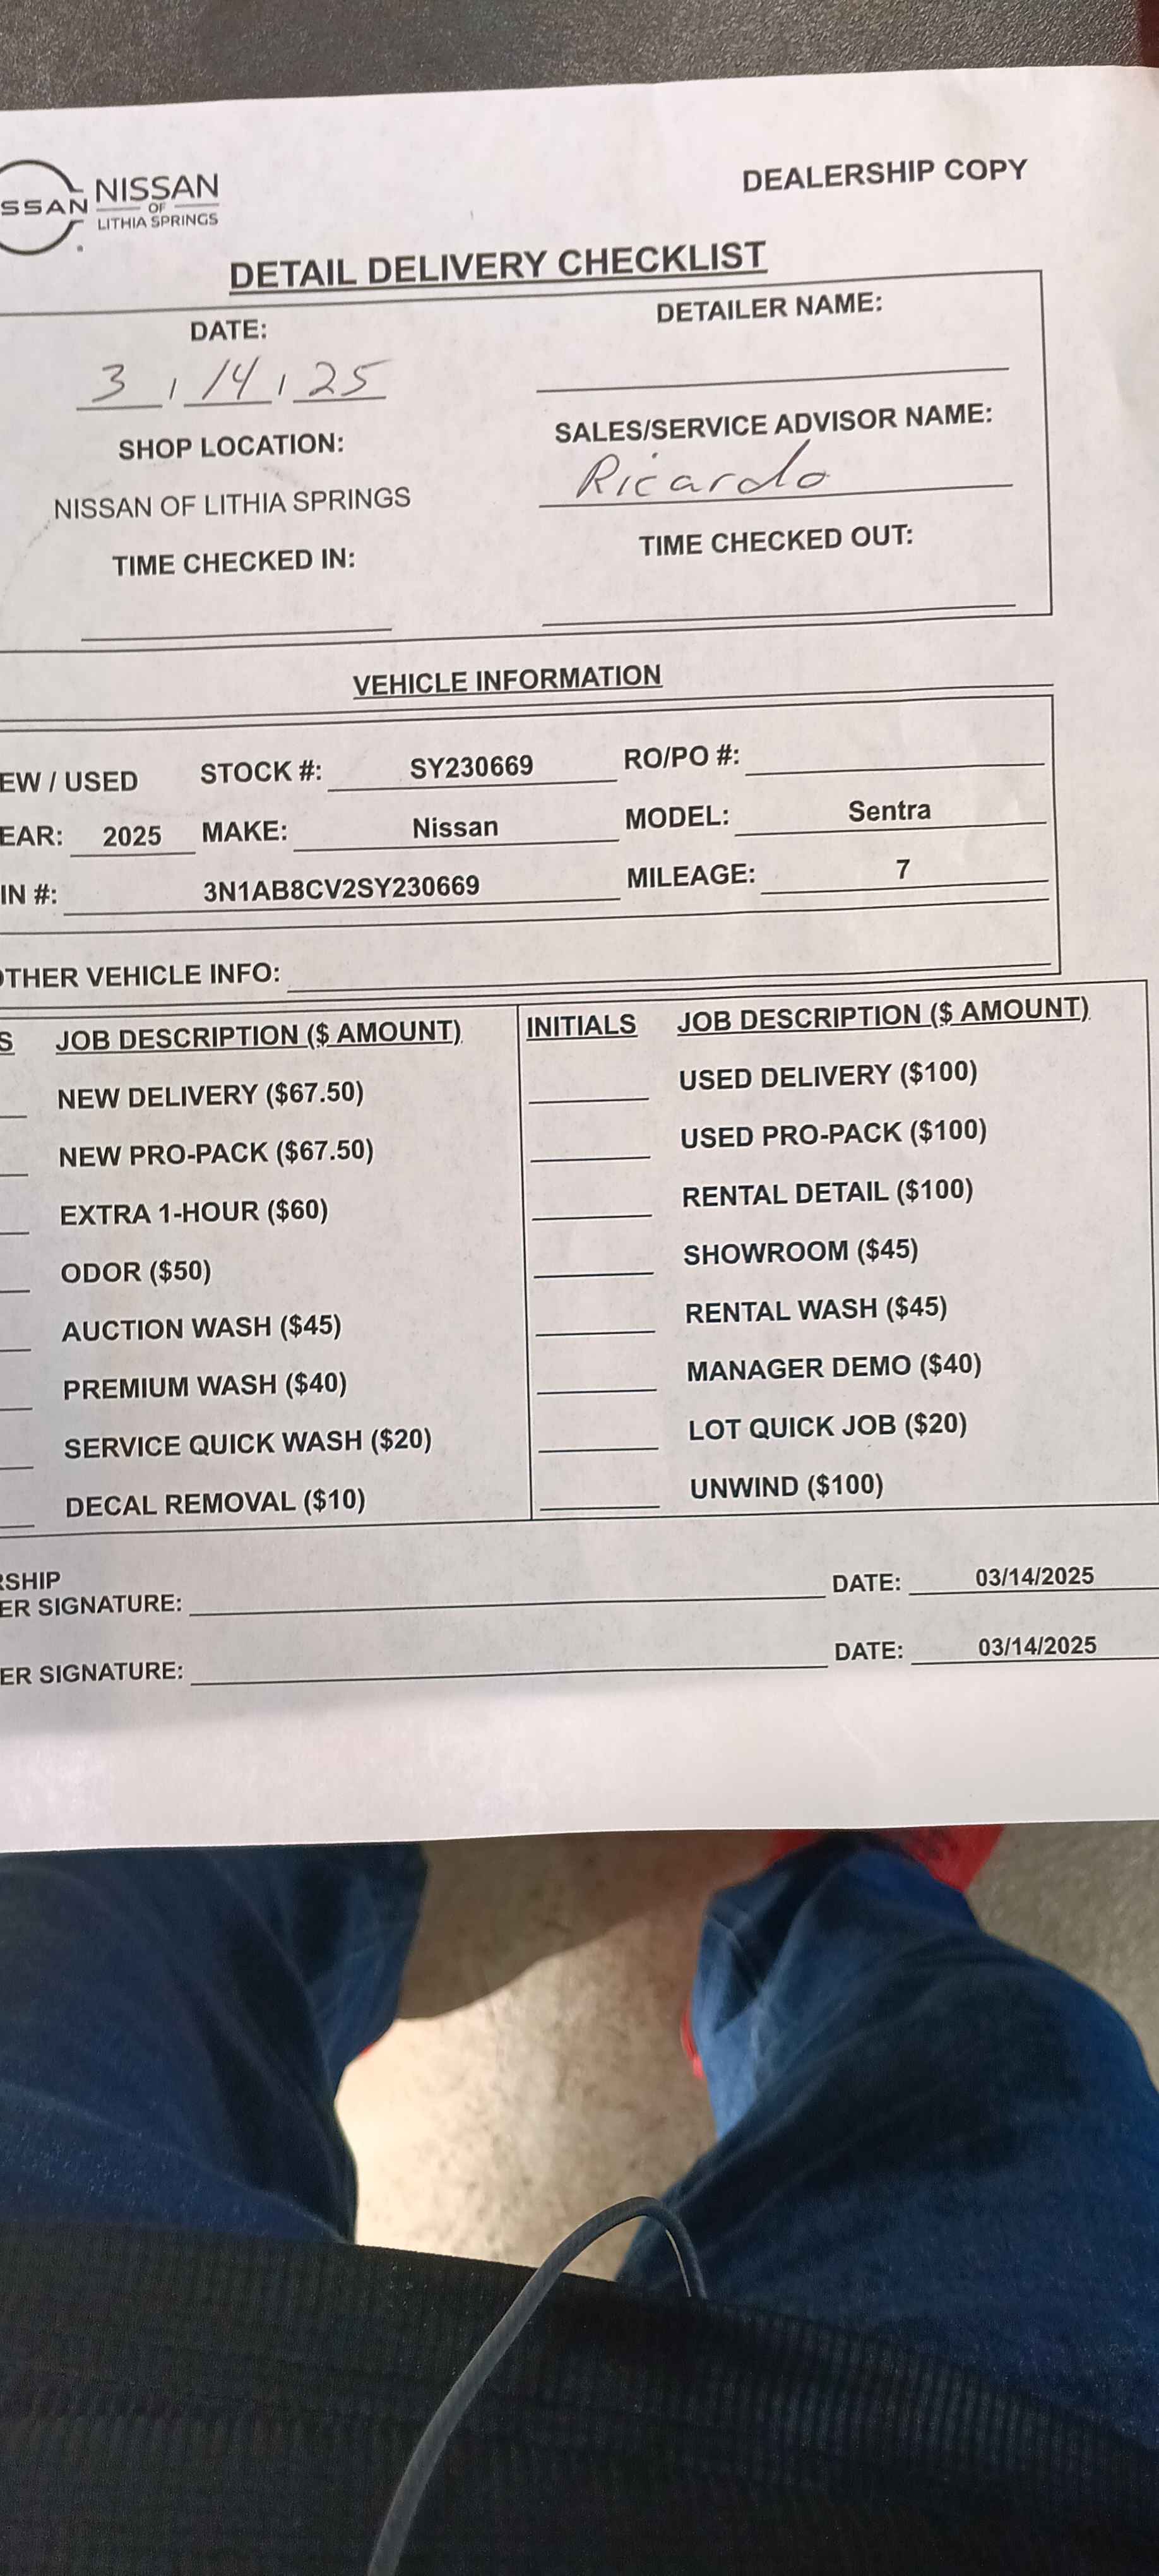 SSAN NISSAN
OF
LITHIA SPRINGS
DEALERSHIP COPY
DETAIL DELIVERY CHECKLIST
DATE:
DETAILER NAME:
3 / 14 / 25
SHOP LOCATION:
SALES/SERVICE ADVISOR NAME:
NISSAN OF LITHIA SPRINGS
Ricardo
TIME CHECKED IN:
TIME CHECKED OUT:
VEHICLE INFORMATION
EW / USED STOCK #: SY230669 RO/PO #:
EAR: 2025 MAKE: Nissan MODEL: Sentra
IN #: 3N1AB8CV2SY230669 MILEAGE: 7
OTHER VEHICLE INFO:
S JOB DESCRIPTION ($ AMOUNT) INITIALS JOB DESCRIPTION ($ AMOUNT)
NEW DELIVERY ($67.50) USED DELIVERY ($100)
NEW PRO-PACK ($67.50) USED PRO-PACK ($100)
EXTRA 1-HOUR ($60) RENTAL DETAIL ($100)
ODOR ($50) SHOWROOM ($45)
AUCTION WASH ($45) RENTAL WASH ($45)
PREMIUM WASH ($40) MANAGER DEMO ($40)
SERVICE QUICK WASH ($20) LOT QUICK JOB ($20)
DECAL REMOVAL ($10) UNWIND ($100)
RSHIP
ER SIGNATURE: DATE: 03/14/2025
ER SIGNATURE: DATE: 03/14/2025